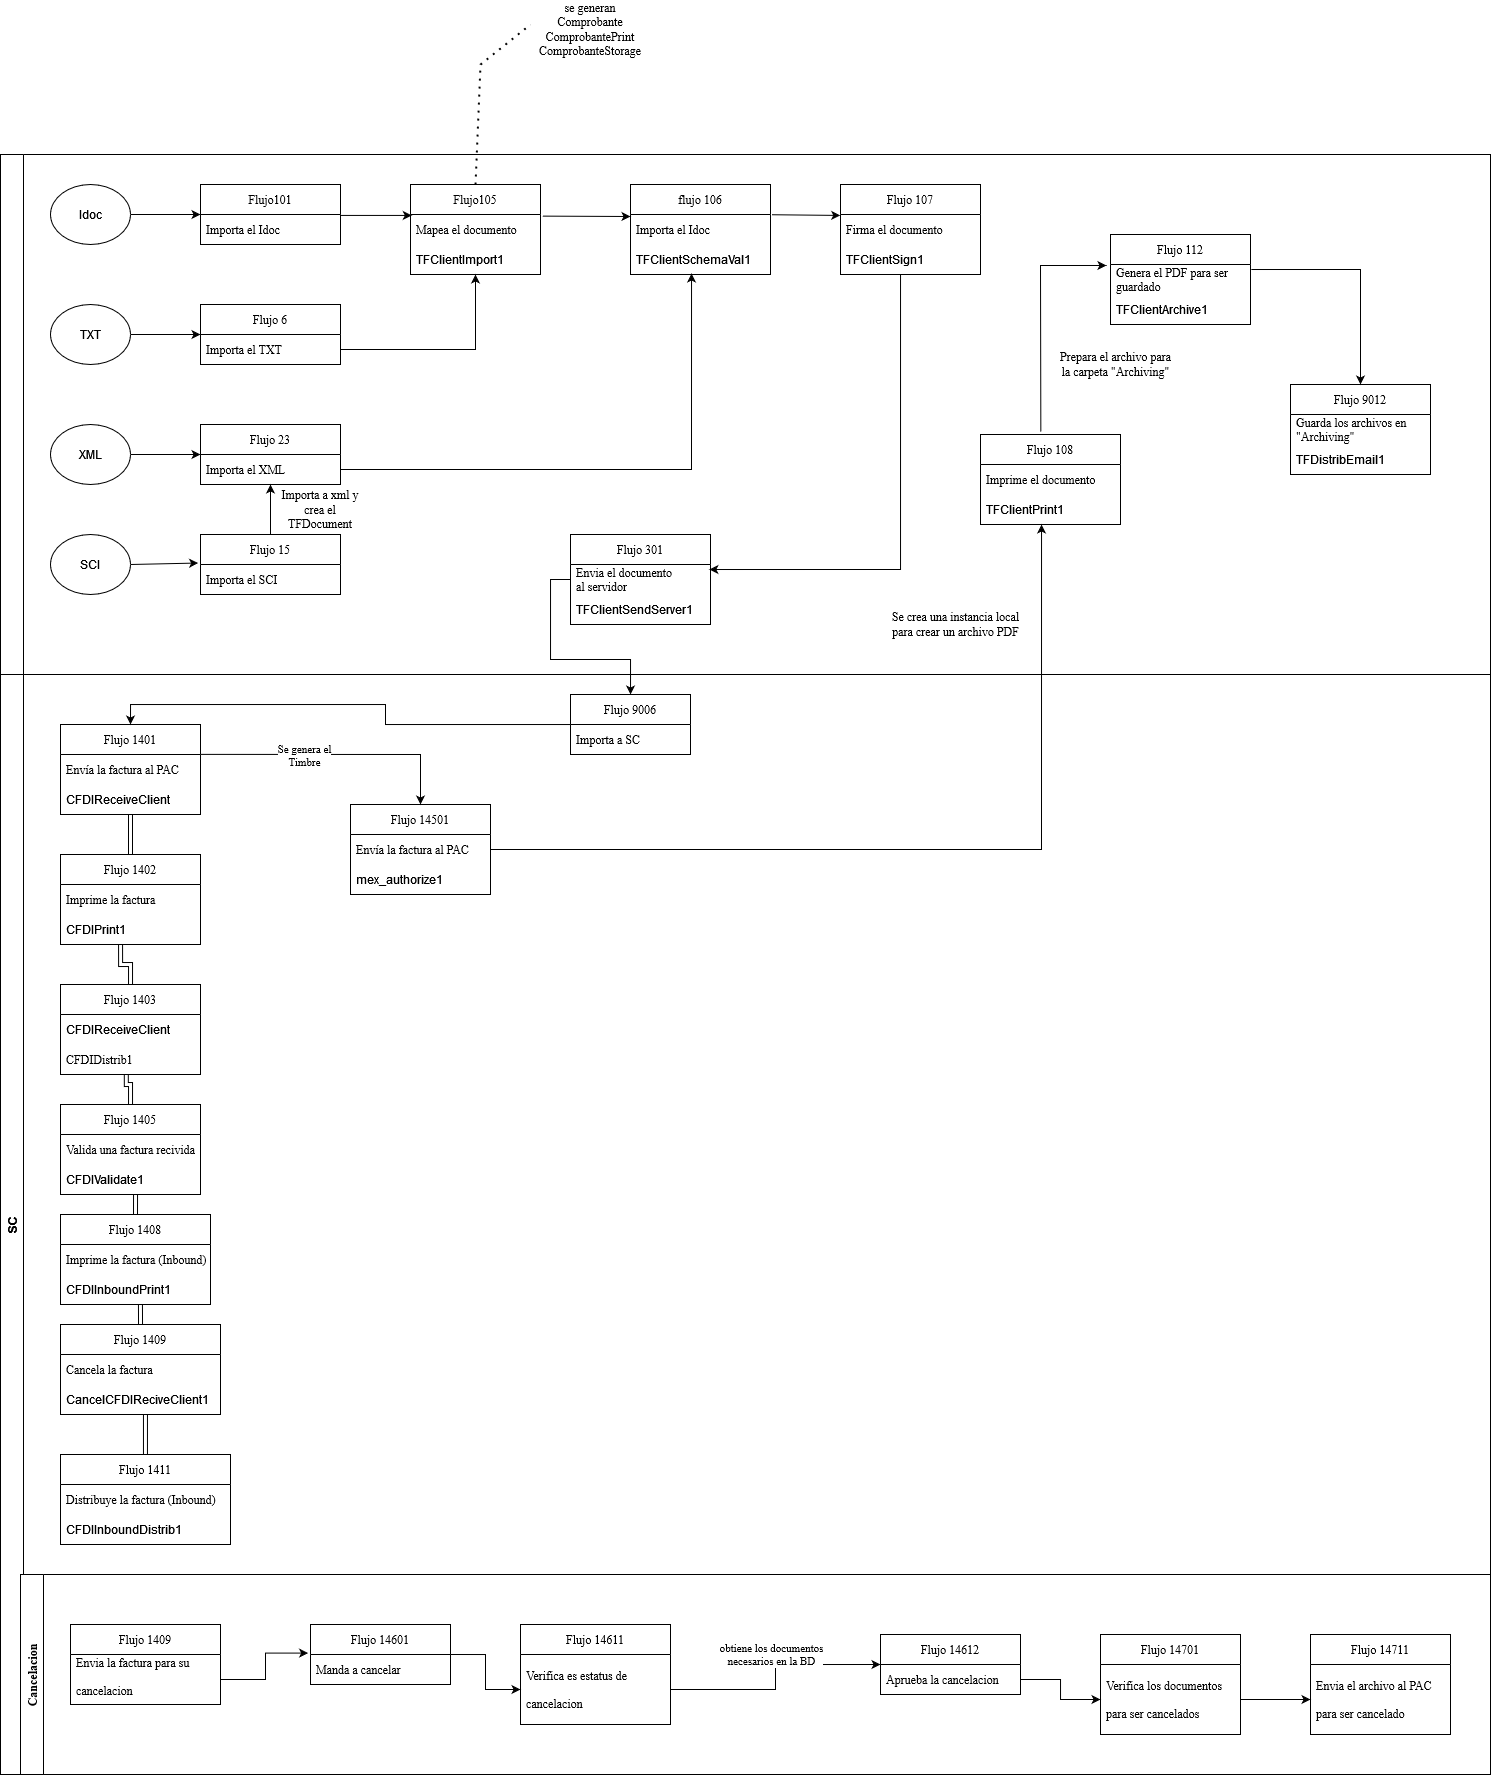 se generan
Comprobante
ComprobantePrint
ComprobanteStorage
Idoc
Flujo101
Importa el Idoc
Flujo105
Mapea el documento
TFClientImport1
flujo 106
Importa el Idoc
TFClientSchemaVal1
Flujo 107
Firma el documento
TFClientSign1
Flujo 112
Genera el PDF para ser
guardado
TFClientArchive1
TXT
Flujo 6
Importa el TXT
Prepara el archivo para
la carpeta "Archiving"
Flujo 9012
Guarda los archivos en
"Archiving"
TFDistribEmail1
XML
Flujo 23
Importa el XML
Flujo 108
Imprime el documento
TFClientPrint1
Importa a xml y
crea el
TFDocument
SCI
Flujo 15
Importa el SCI
Flujo 301
Envia el documento
al servidor
TFClientSendServer1
Se crea una instancia local
para crear un archivo PDF
SC
Flujo 9006
Importa a SC
Flujo 1401
Envía la factura al PAC
CFDIReceiveClient
Se genera el
Timbre
Flujo 14501
Envía la factura al PAC
mex_authorize1
Flujo 1402
Imprime la factura
CFDIPrint1
Flujo 1403
CFDIReceiveClient
CFDIDistrib1
Flujo 1405
Valida una factura recivida
CFDIValidate1
Flujo 1408
Imprime la factura (Inbound)
CFDIInboundPrint1
Flujo 1409
Cancela la factura
CancelCFDIReciveClient1
Flujo 1411
Distribuye la factura (Inbound)
CFDIInboundDistrib1
Cancelacion
Flujo 1409
Envia la factura para su
cancelacion
Flujo 14601
Manda a cancelar
Flujo 14611
Verifica es estatus de
cancelacion
obtiene los documentos
necesarios en la BD
Flujo 14612
Aprueba la cancelacion
Flujo 14701
Verifica los documentos
para ser cancelados
Flujo 14711
Envia el archivo al PAC
para ser cancelado